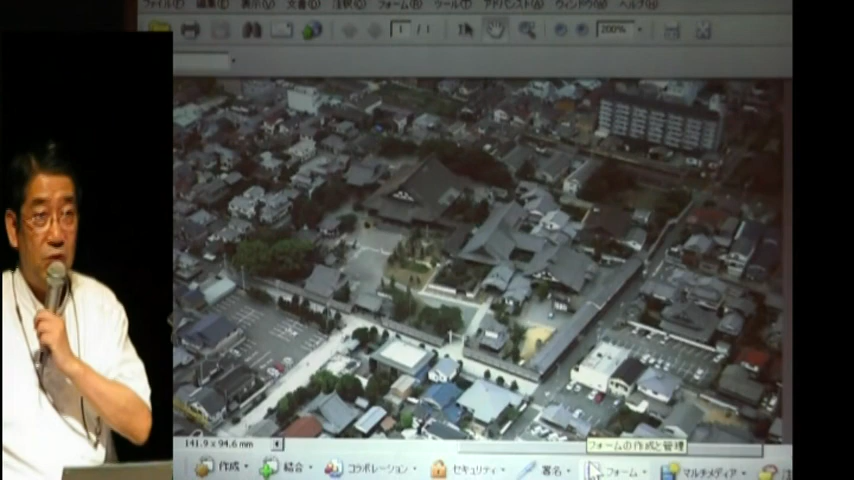 ファイル(F) 編集(E) 表示(V) 文書(D) 注釈(C) フォーム(R) ツール(T) アドバンスト(A) ウィンドウ(W) ヘルプ(H)
1 / 1 200%
141.9 x 94.6 mm
フォームの作成と管理
作成 結合 コラボレーション セキュリティ 署名 フォーム マルチメディア 注